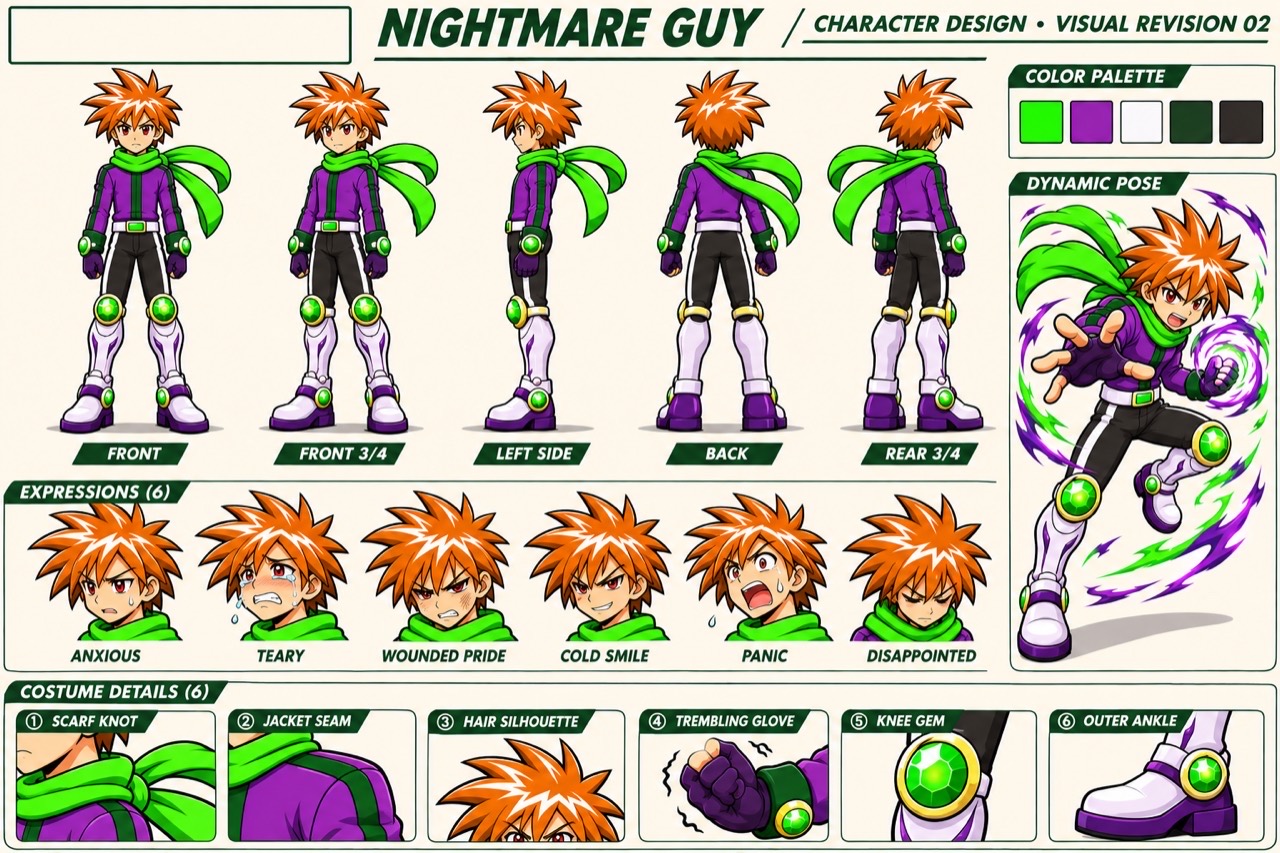 NIGHTMARE GUY / CHARACTER DESIGN • VISUAL REVISION 02
COLOR PALETTE
DYNAMIC POSE
FRONT
FRONT 3/4
LEFT SIDE
BACK
REAR 3/4
EXPRESSIONS (6)
ANXIOUS
TEARY
WOUNDED PRIDE
COLD SMILE
PANIC
DISAPPOINTED
COSTUME DETAILS (6)
① SCARF KNOT
② JACKET SEAM
③ HAIR SILHOUETTE
④ TREMBLING GLOVE
⑤ KNEE GEM
⑥ OUTER ANKLE